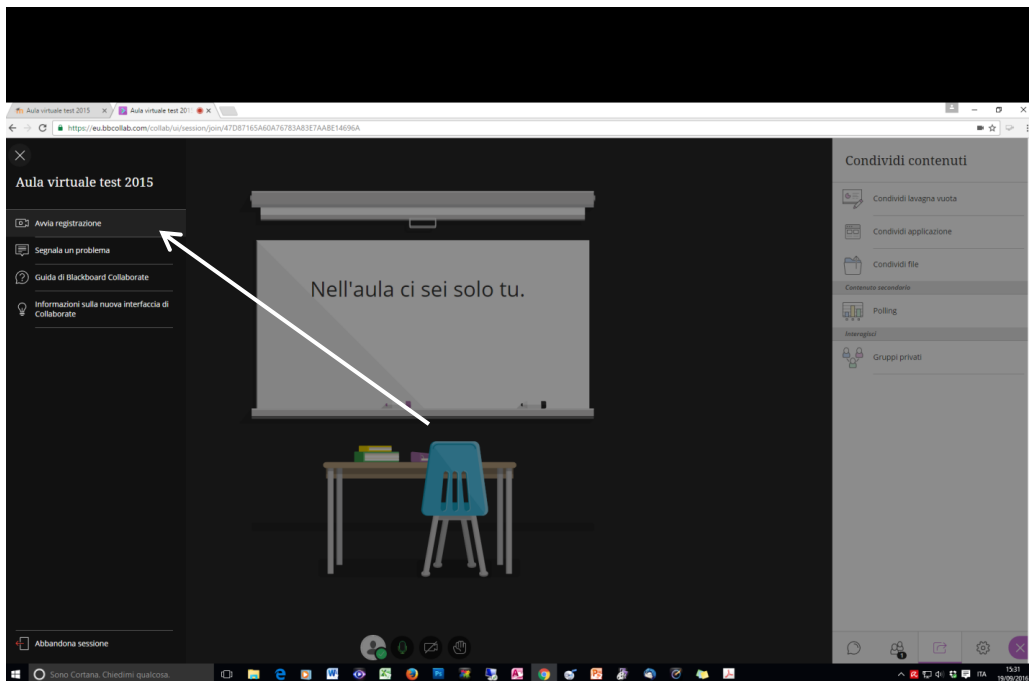 Aula virtuale test 2015
Aula virtuale test 201
https://eu.bbcollab.com/collab/ui/session/join/47D87165A60A76783A83E7AABE14696A
Aula virtuale test 2015
Avvia registrazione
Segnala un problema
Guida di Blackboard Collaborate
Informazioni sulla nuova interfaccia di
Collaborate
Abbandona sessione
Nell'aula ci sei solo tu.
Condividi contenuti
Condividi lavagna vuota
Condividi applicazione
Condividi file
Contenuto secondario
Polling
Interagisci
Gruppi privati
1
Sono Cortana. Chiedimi qualcosa.
ITA
15:31
19/09/2016